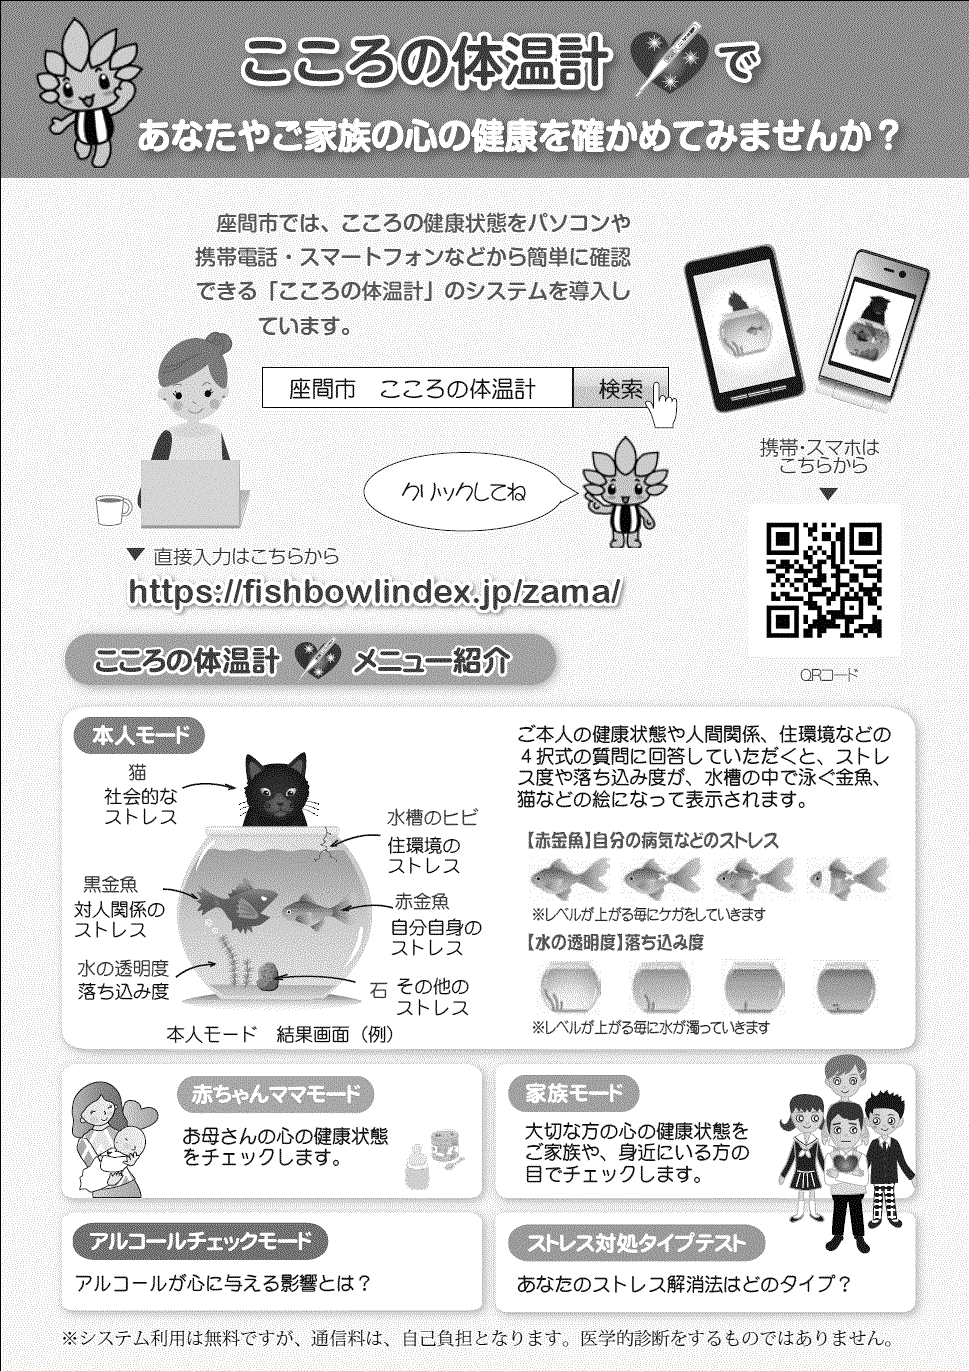 こころの体温計 で
あなたやご家族の心の健康を確かめてみませんか？
座間市では、こころの健康状態をパソコンや
携帯電話・スマートフォンなどから簡単に確認
できる「こころの体温計」のシステムを導入し
ています。
座間市　こころの体温計　検索
クリックしてね
携帯・スマホは
こちらから
▼
▼ 直接入力はこちらから
https://fishbowlindex.jp/zama/
QRコード
こころの体温計 メニュー紹介
本人モード
猫
社会的な
ストレス
水槽のヒビ
住環境の
ストレス
黒金魚
対人関係の
ストレス
赤金魚
自分自身の
ストレス
水の透明度
落ち込み度
石 その他の
ストレス
本人モード　結果画面（例）
ご本人の健康状態や人間関係、住環境などの
４択式の質問に回答していただくと、ストレ
ス度や落ち込み度が、水槽の中で泳ぐ金魚、
猫などの絵になって表示されます。
【赤金魚】自分の病気などのストレス
※レベルが上がる毎にケガをしていきます
【水の透明度】落ち込み度
※レベルが上がる毎に水が濁っていきます
赤ちゃんママモード
お母さんの心の健康状態
をチェックします。
家族モード
大切な方の心の健康状態を
ご家族や、身近にいる方の
目でチェックします。
アルコールチェックモード
アルコールが心に与える影響とは？
ストレス対処タイプテスト
あなたのストレス解消法はどのタイプ？
※システム利用は無料ですが、通信料は、自己負担となります。医学的診断をするものではありません。